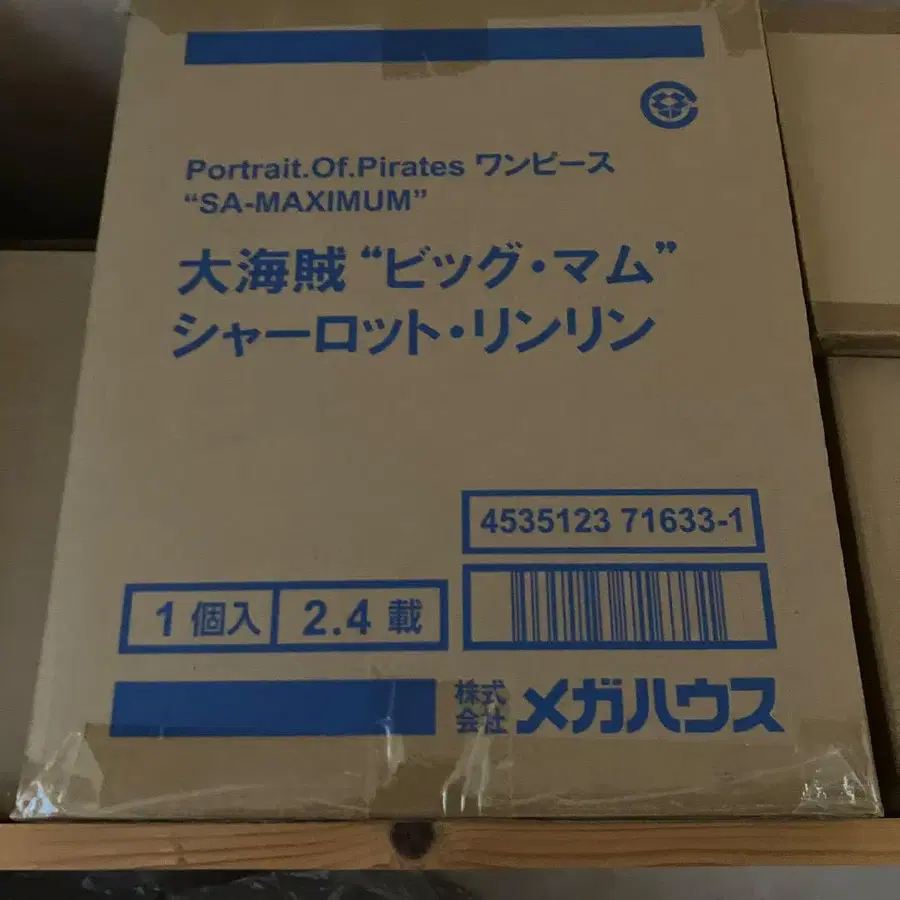 Portrait.Of.Pirates ワンピース
“SA-MAXIMUM”
大海賊“ビッグ・マム”
シャーロット・リンリン
4535123 71633-1
1 個入
2.4 載
株式会社 メガハウス